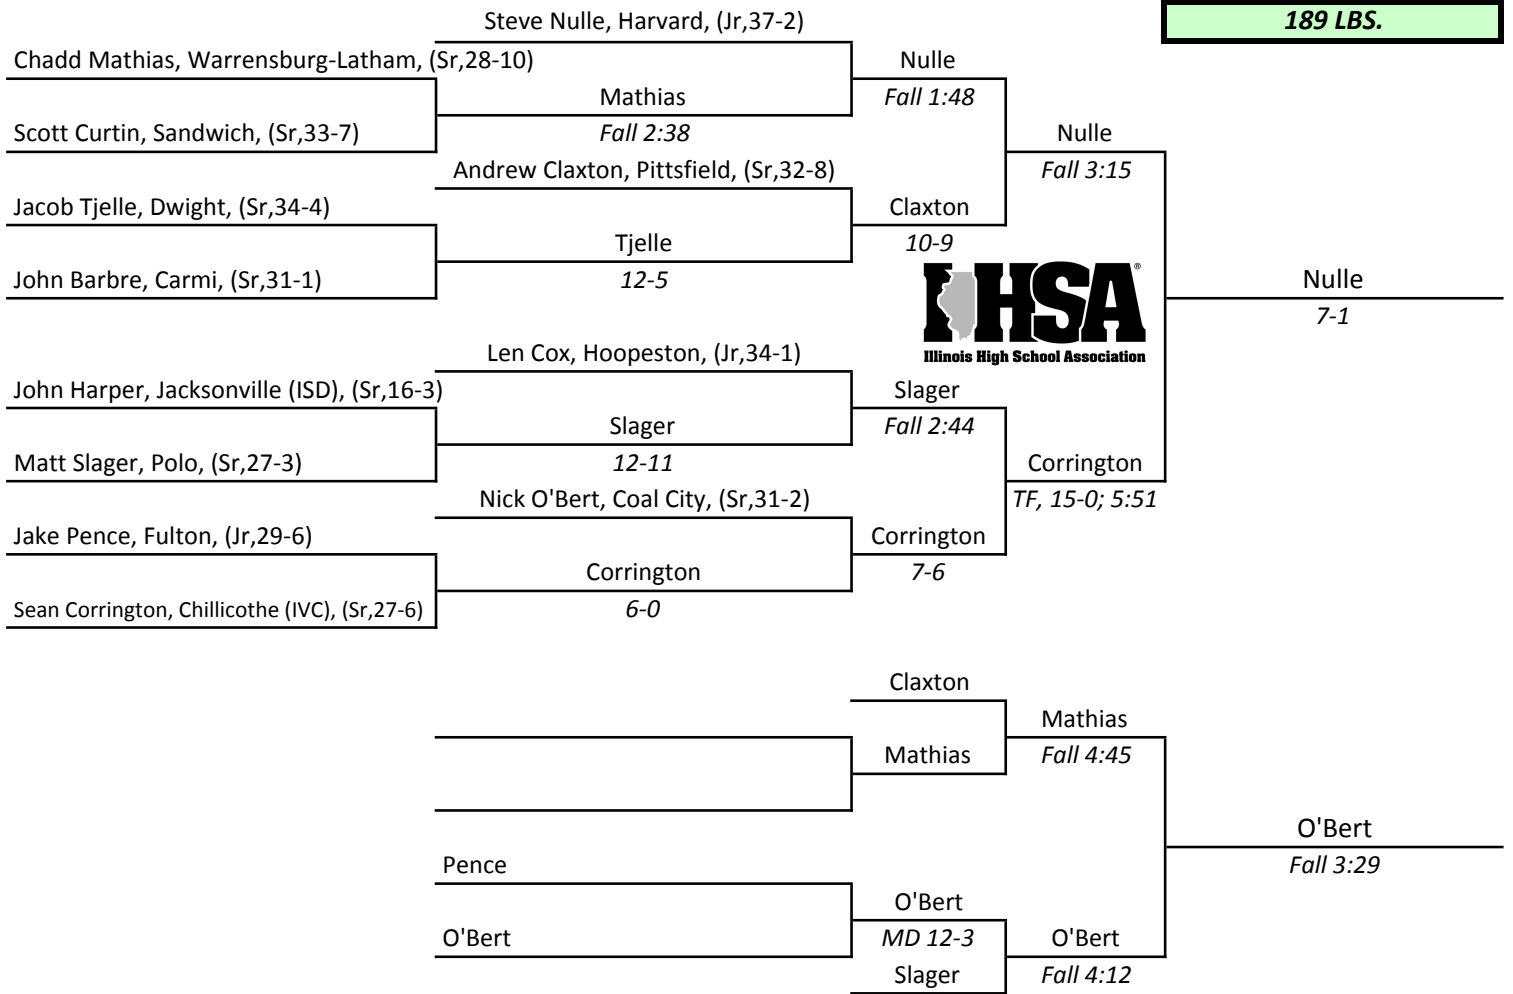 Steve Nulle, Harvard, (Jr,37-2)
189 LBS.
Chadd Mathias, Warrensburg-Latham, (Sr,28-10)
Nulle
Mathias
Fall 1:48
Scott Curtin, Sandwich, (Sr,33-7)
Fall 2:38
Nulle
Andrew Claxton, Pittsfield, (Sr,32-8)
Fall 3:15
Jacob Tjelle, Dwight, (Sr,34-4)
Claxton
Tjelle
10-9
John Barbre, Carmi, (Sr,31-1)
12-5
IHSA®
Nulle
7-1
Len Cox, Hoopeston, (Jr,34-1)
Illinois High School Association
John Harper, Jacksonville (ISD), (Sr,16-3)
Slager
Slager
Fall 2:44
Matt Slager, Polo, (Sr,27-3)
12-11
Corrington
Nick O'Bert, Coal City, (Sr,31-2)
TF, 15-0; 5:51
Jake Pence, Fulton, (Jr,29-6)
Corrington
Corrington
7-6
Sean Corrington, Chillicothe (IVC), (Sr,27-6)
6-0
Claxton
Mathias
Mathias
Fall 4:45
O'Bert
Pence
Fall 3:29
O'Bert
O'Bert
MD 12-3
O'Bert
Slager
Fall 4:12